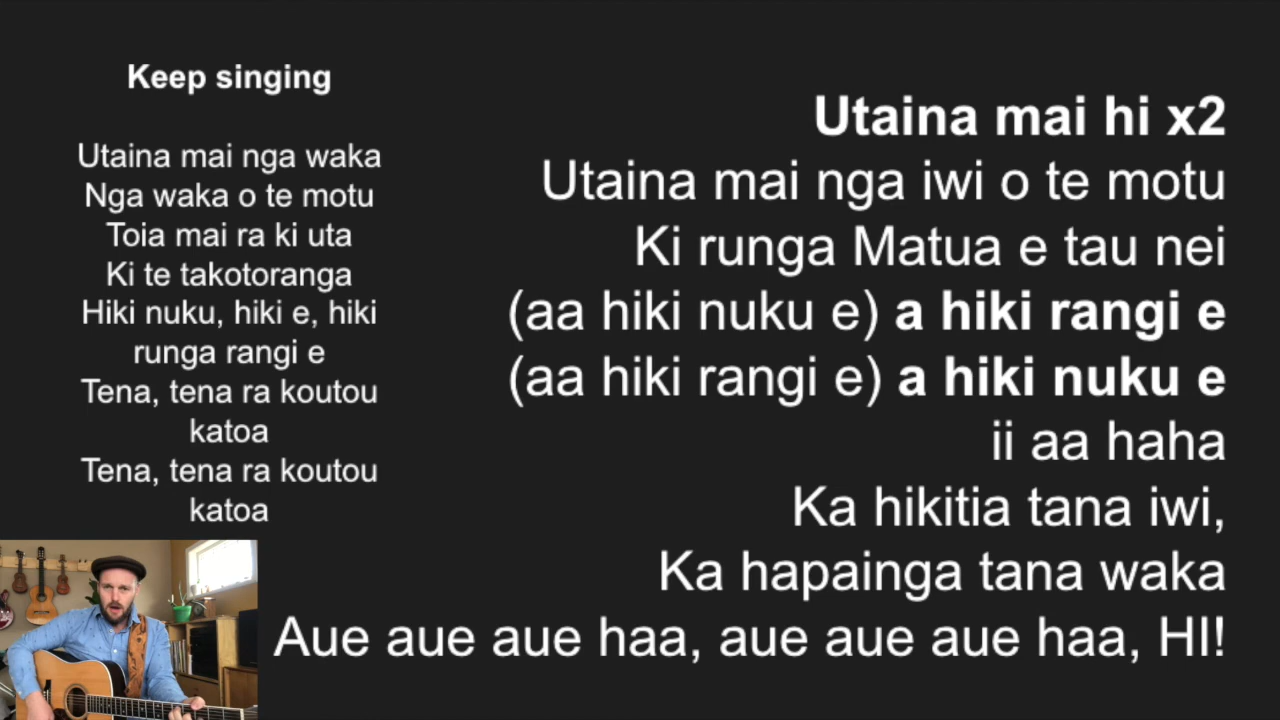 Keep singing
Utaina mai nga waka
Nga waka o te motu
Toia mai ra ki uta
Ki te takotoranga
Hiki nuku, hiki e, hiki
runga rangi e
Tena, tena ra koutou
katoa
Tena, tena ra koutou
katoa
Utaina mai hi x2
Utaina mai nga iwi o te motu
Ki runga Matua e tau nei
(aa hiki nuku e) a hiki rangi e
(aa hiki rangi e) a hiki nuku e
ii aa haha
Ka hikitia tana iwi,
Ka hapainga tana waka
Aue aue aue haa, aue aue aue haa, HI!